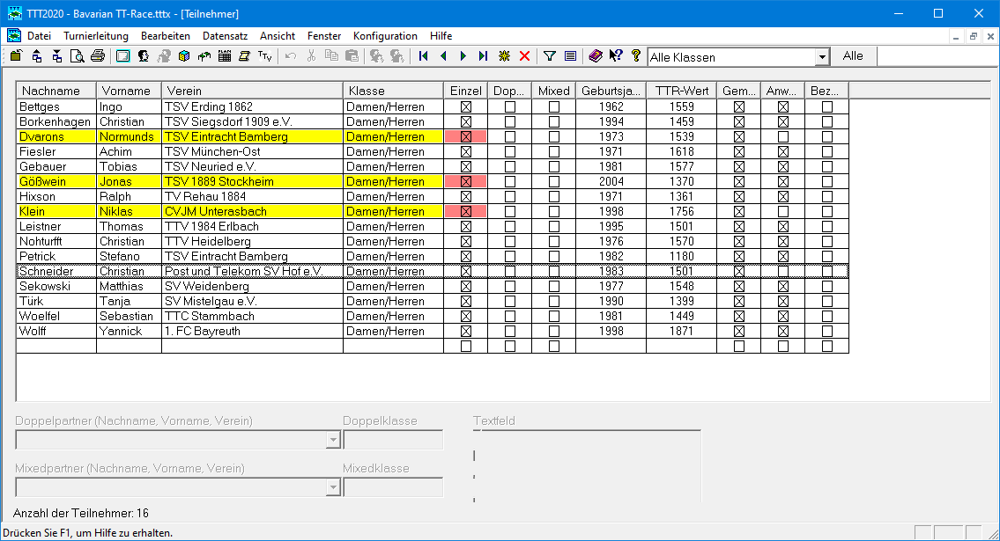 TTT2020 - Bavarian TT-Race.tttx - [Teilnehmer]
Datei Turnierleitung Bearbeiten Datensatz Ansicht Fenster Konfiguration Hilfe
Alle Klassen Alle
Nachname Vorname Verein Klasse Einzel Dop... Mixed Geburtsja... TTR-Wert Gem... Anw... Bez...
Bettges Ingo TSV Erding 1862 Damen/Herren 1962 1559
Borkenhagen Christian TSV Siegsdorf 1909 e.V. Damen/Herren 1994 1459
Dvarons Normunds TSV Eintracht Bamberg Damen/Herren 1973 1539
Fiesler Achim TSV München-Ost Damen/Herren 1971 1618
Gebauer Tobias TSV Neuried e.V. Damen/Herren 1981 1577
Gößwein Jonas TSV 1889 Stockheim Damen/Herren 2004 1370
Hixson Ralph TV Rehau 1884 Damen/Herren 1971 1361
Klein Niklas CVJM Unterasbach Damen/Herren 1998 1756
Leistner Thomas TTV 1984 Erlbach Damen/Herren 1995 1501
Nohturfft Christian TTV Heidelberg Damen/Herren 1976 1570
Petrick Stefano TSV Eintracht Bamberg Damen/Herren 1982 1180
Schneider Christian Post und Telekom SV Hof e.V. Damen/Herren 1983 1501
Sekowski Matthias SV Weidenberg Damen/Herren 1977 1548
Türk Tanja SV Mistelgau e.V. Damen/Herren 1990 1399
Woelfel Sebastian TTC Stammbach Damen/Herren 1981 1449
Wolff Yannick 1. FC Bayreuth Damen/Herren 1998 1871
Doppelpartner (Nachname, Vorname, Verein) Doppelklasse Textfeld
Mixedpartner (Nachname, Vorname, Verein) Mixedklasse
Anzahl der Teilnehmer: 16
Drücken Sie F1, um Hilfe zu erhalten.